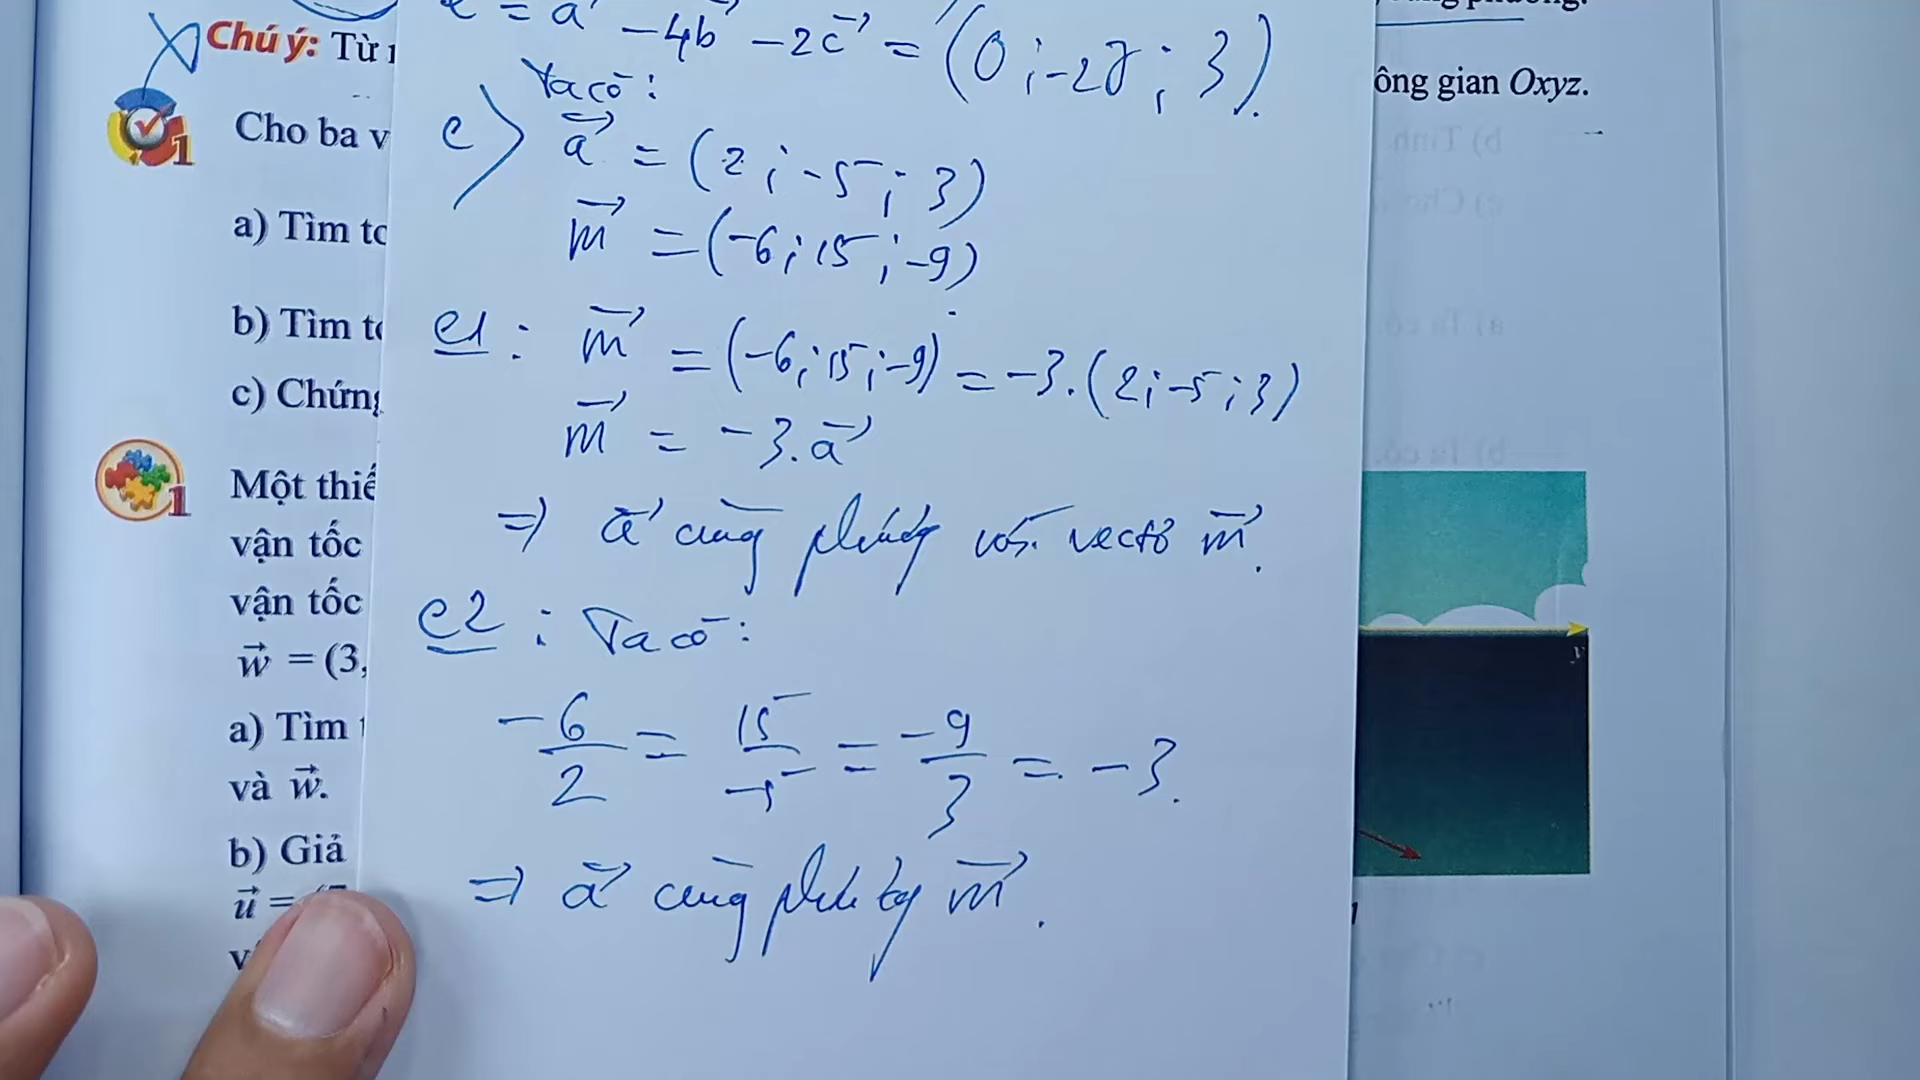 = a⃗ - 4b⃗ - 2c⃗ = (0 ; -27 ; 3).
Chú ý: Từ
ông gian Oxyz.
Ta có:
c) a⃗ = (2 ; -5 ; 3)
Cho ba v
m⃗ = (-6 ; 15 ; -9)
a) Tìm
b) Tìm
c1 : m⃗ = (-6 ; 15 ; -9) = -3.(2 ; -5 ; 3)
c) Chứng
m⃗ = -3.a⃗
Một thiế
⇒ a⃗ cùng phương với vectơ m⃗.
vận tốc
vận tốc
c2 : Ta có:
w⃗ = (3,
y
a) Tìm
-6/2 = 15/-5 = -9/3 = -3.
và w⃗.
b) Giả
⇒ a⃗ cùng phương m⃗.
u⃗ =